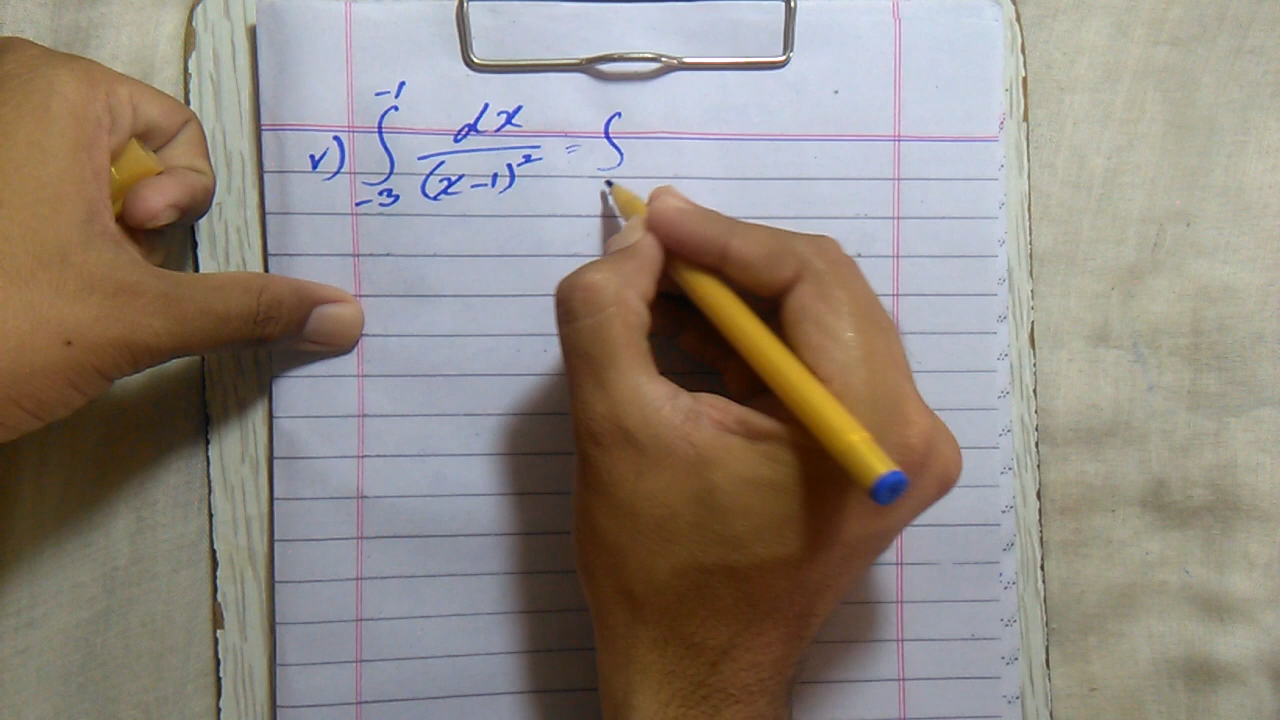 v) ∫_{-3}^{-1} dx/(x-1)² = ∫